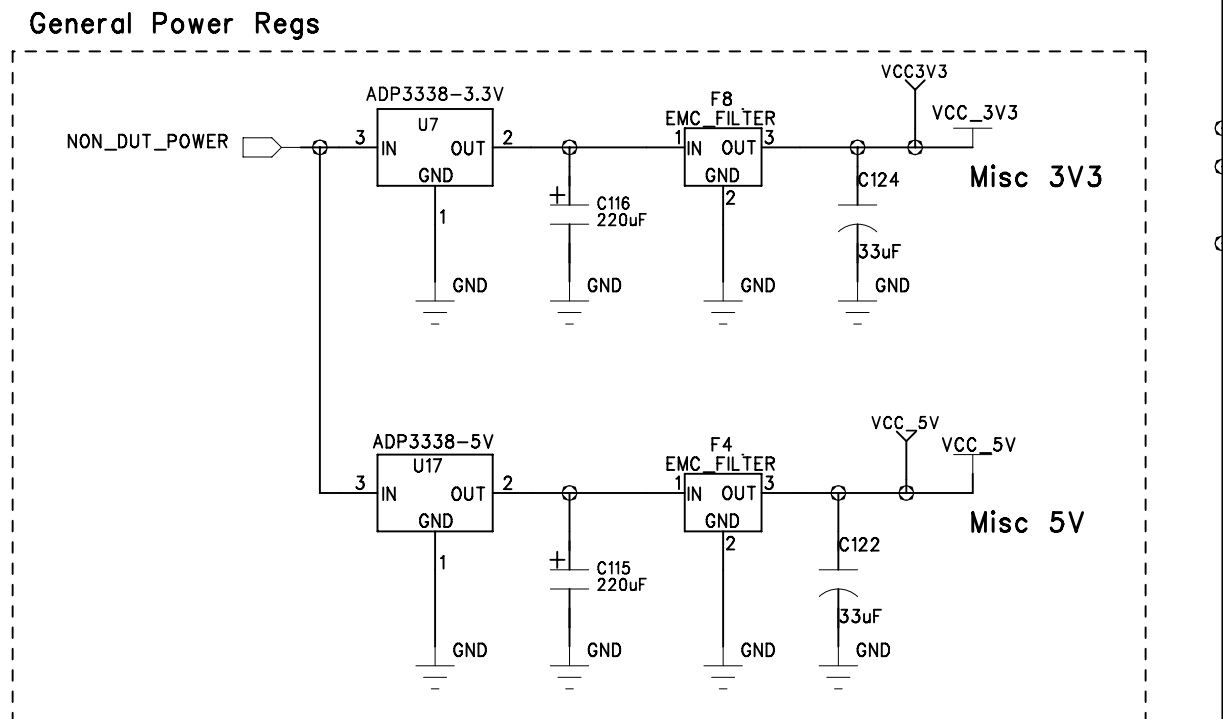 General Power Regs
NON_DUT_POWER
ADP3338-3.3V
U7
3
IN
OUT
2
GND
1
GND
+
C116
220uF
GND
F8
EMC_FILTER
1
IN
OUT
3
GND
2
GND
C124
33uF
GND
VCC3V3
VCC_3V3
Misc 3V3
ADP3338-5V
U17
3
IN
OUT
2
GND
1
GND
+
C115
220uF
GND
F4
EMC_FILTER
1
IN
OUT
3
GND
2
GND
C122
33uF
GND
VCC_5V
VCC_5V
Misc 5V